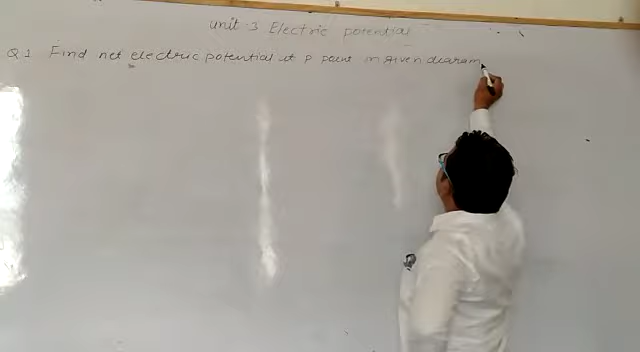 unit-3 Electric potential
Q 1 Find net electric potential at P point in given diagram